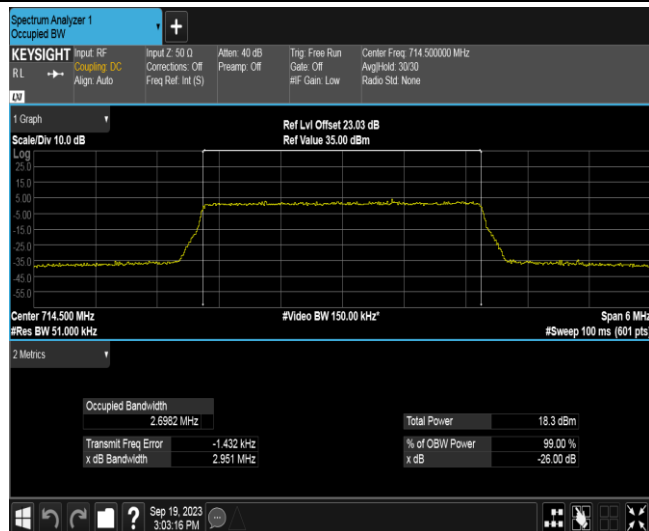 Spectrum Analyzer 1
Occupied BW
+
KEYSIGHT Input: RF Input Z: 50 Ω Atten: 40 dB Trig: Free Run Center Freq: 714.500000 MHz
RL Coupling: DC Corrections: Off Preamp: Off Gate: Off Avg|Hold: 30/30
Align: Auto Freq Ref: Int (S) #IF Gain: Low Radio Std: None
LXI
1 Graph
Ref Lvl Offset 23.03 dB
Scale/Div 10.0 dB Ref Value 35.00 dBm
Log
25.0
15.0
5.00
-5.00
-15.0
-25.0
-35.0
-45.0
-55.0
Center 714.500 MHz #Video BW 150.00 kHz* Span 6 MHz
#Res BW 51.000 kHz #Sweep 100 ms (601 pts)
2 Metrics
Occupied Bandwidth
2.6982 MHz Total Power 18.3 dBm
Transmit Freq Error -1.432 kHz % of OBW Power 99.00 %
x dB Bandwidth 2.951 MHz x dB -26.00 dB
? Sep 19, 2023
3:03:16 PM